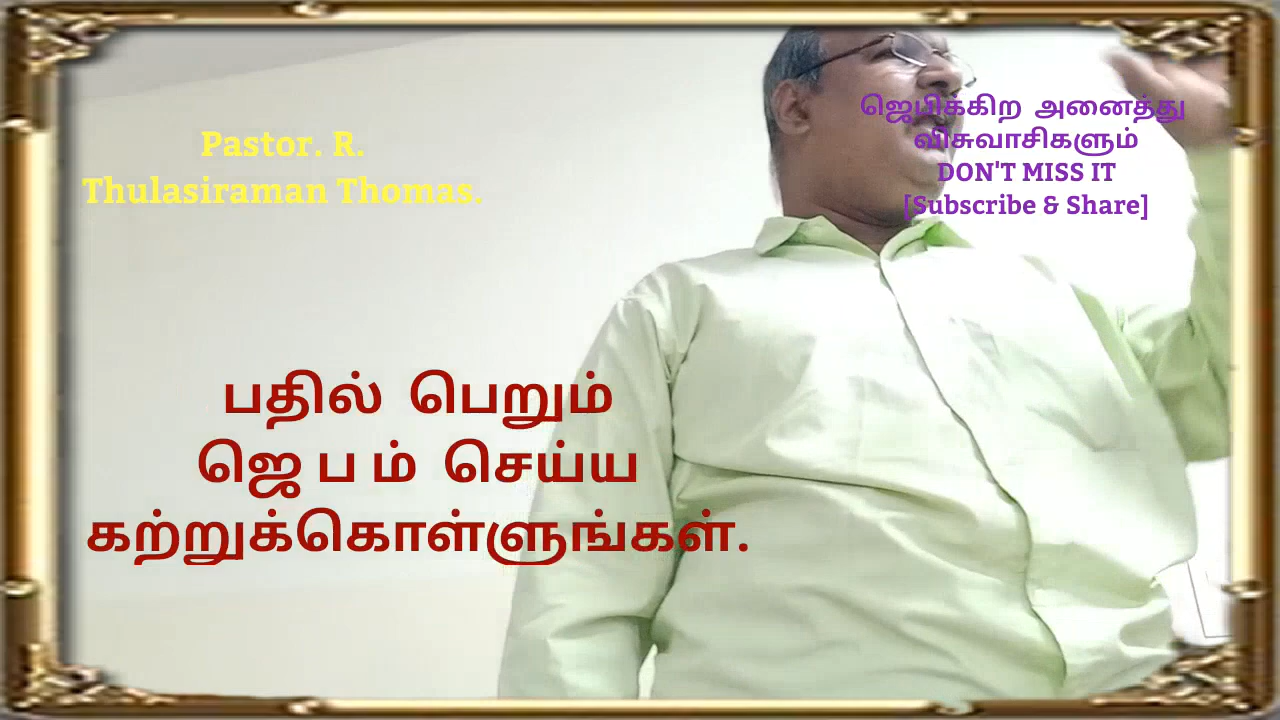 Pastor. R.
Thulasiraman Thomas.
ஜெபிக்கிற அனைத்து
விசுவாசிகளும்
DON'T MISS IT
[Subscribe & Share]
பதில் பெறும்
ஜெ ப ம் செய்ய
கற்றுக்கொள்ளுங்கள்.